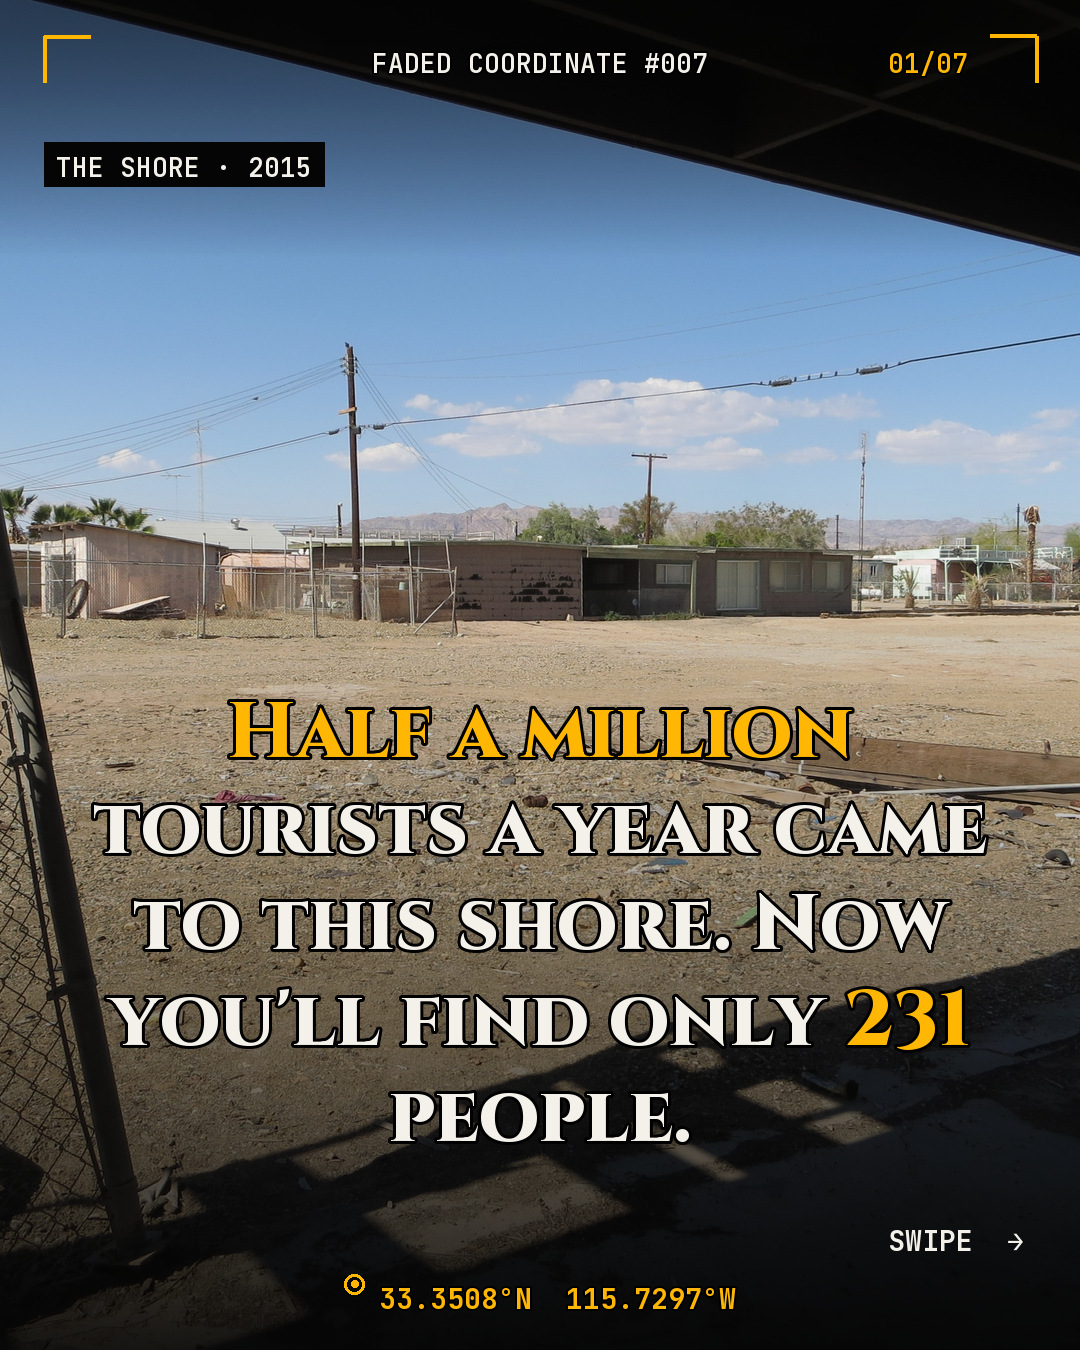 FADED COORDINATE #007
01/07
THE SHORE · 2015
HALF A MILLION
TOURISTS A YEAR CAME
TO THIS SHORE. NOW
YOU'LL FIND ONLY 231
PEOPLE.
SWIPE →
33.3508°N 115.7297°W